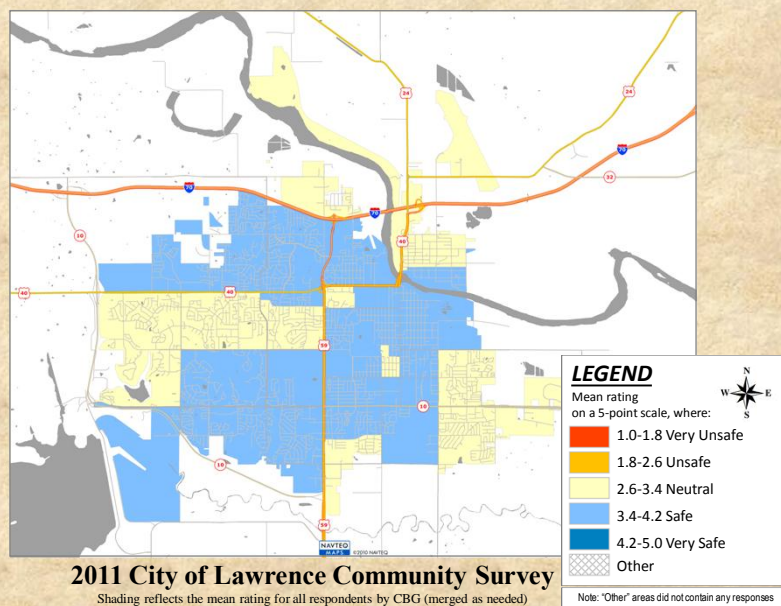 24
24
70
32
70
70
10
40
40
40
59
10
10
59
NAVTEQ
MAPS ©2010 NAVTEQ
LEGEND
Mean rating
on a 5-point scale, where:
N
W E
S
1.0-1.8 Very Unsafe
1.8-2.6 Unsafe
2.6-3.4 Neutral
3.4-4.2 Safe
4.2-5.0 Very Safe
Other
2011 City of Lawrence Community Survey
Shading reflects the mean rating for all respondents by CBG (merged as needed)
Note: "Other" areas did not contain any responses